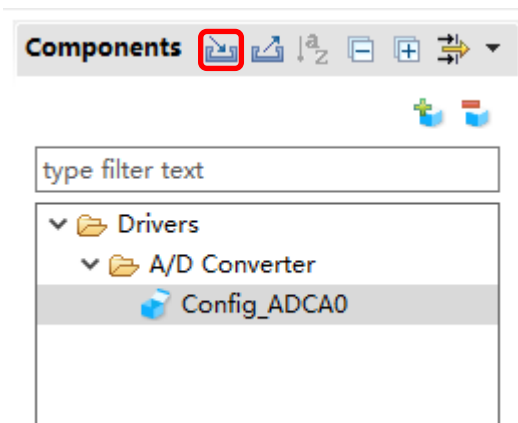 Components
type filter text
Drivers
A/D Converter
Config_ADCA0